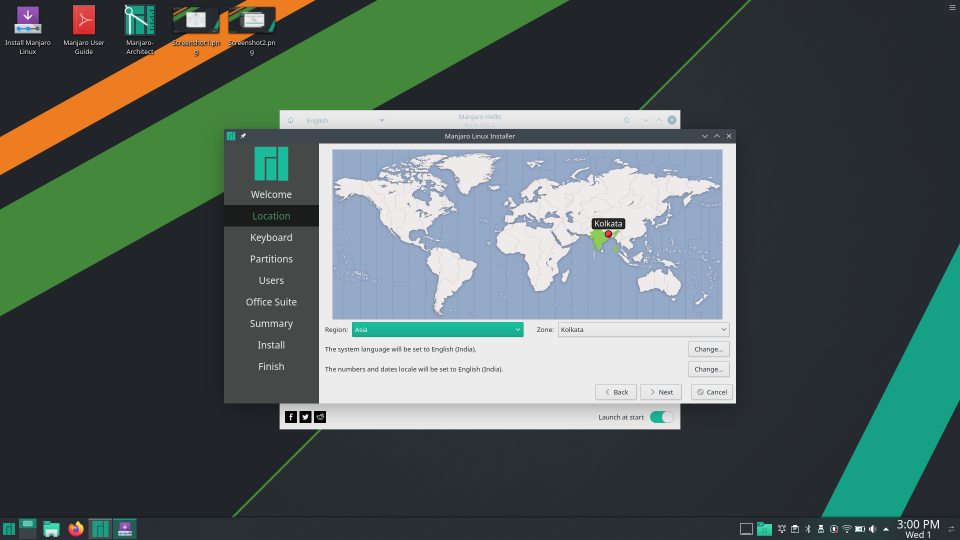 Install Manjaro
Linux
Manjaro User
Guide
Manjaro-
Architect
Screenshot1.pn
g
Screenshot2.pn
g
English
Manjaro Hello
Manjaro Linux Installer
Welcome
Location
Keyboard
Partitions
Users
Office Suite
Summary
Install
Finish
Kolkata
Region:
Asia
Zone:
Kolkata
The system language will be set to English (India).
Change...
The numbers and dates locale will be set to English (India).
Change...
Back
Next
Cancel
Launch at start
3:00 PM
Wed 1